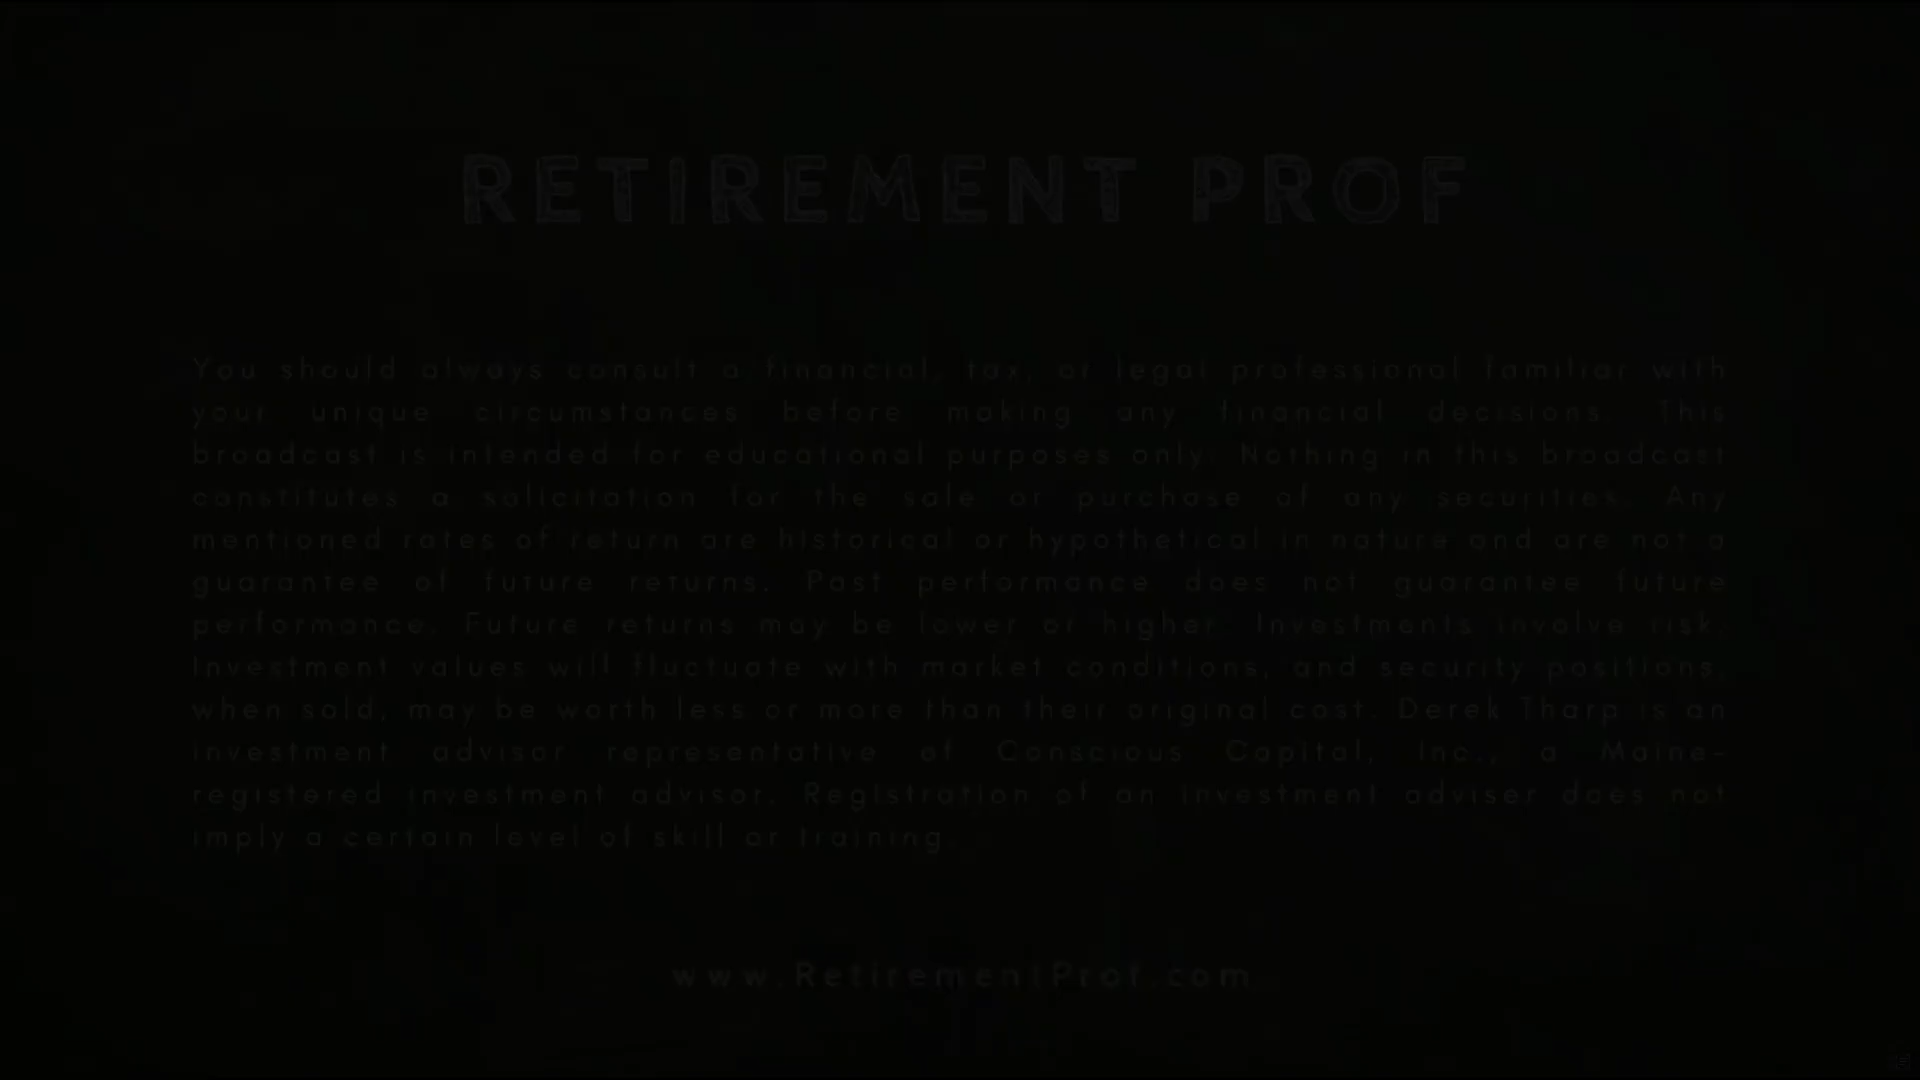 RETIREMENT PROF
You should always consult a financial, tax, or legal professional familiar with
your unique circumstances before making any financial decisions. This
broadcast is intended for educational purposes only. Nothing in this broadcast
constitutes a solicitation for the sale or purchase of any securities. Any
mentioned rates of return are historical or hypothetical in nature and are not a
guarantee of future returns. Past performance does not guarantee future
performance. Future returns may be lower or higher. Investments involve risk.
Investment values will fluctuate with market conditions, and security positions,
when sold, may be worth less or more than their original cost. Derek Tharp is an
investment advisor representative of Conscious Capital, Inc., a Maine-
registered investment advisor. Registration of an investment adviser does not
imply a certain level of skill or training.
www.RetirementProf.com